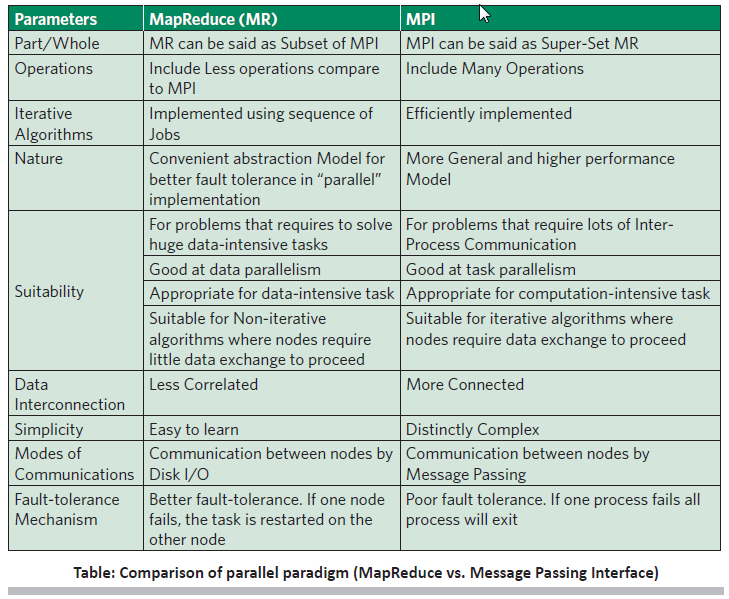 Parameters MapReduce (MR) MPI
Part/Whole MR can be said as Subset of MPI MPI can be said as Super-Set MR
Operations Include Less operations compare Include Many Operations
to MPI
Iterative Implemented using sequence of Efficiently implemented
Algorithms Jobs
Nature Convenient abstraction Model for More General and higher performance
better fault tolerance in “parallel” Model
implementation
For problems that requires to solve For problems that require lots of Inter-
huge data-intensive tasks Process Communication
Good at data parallelism Good at task parallelism
Suitability Appropriate for data-intensive task Appropriate for computation-intensive task
Suitable for Non-iterative Suitable for iterative algorithms where
algorithms where nodes require nodes require data exchange to proceed
little data exchange to proceed
Data Less Correlated More Connected
Interconnection
Simplicity Easy to learn Distinctly Complex
Modes of Communication between nodes by Communication between nodes by
Communications Disk I/O Message Passing
Fault-tolerance Better fault-tolerance. If one node Poor fault tolerance. If one process fails all
Mechanism fails, the task is restarted on the process will exit
other node
Table: Comparison of parallel paradigm (MapReduce vs. Message Passing Interface)